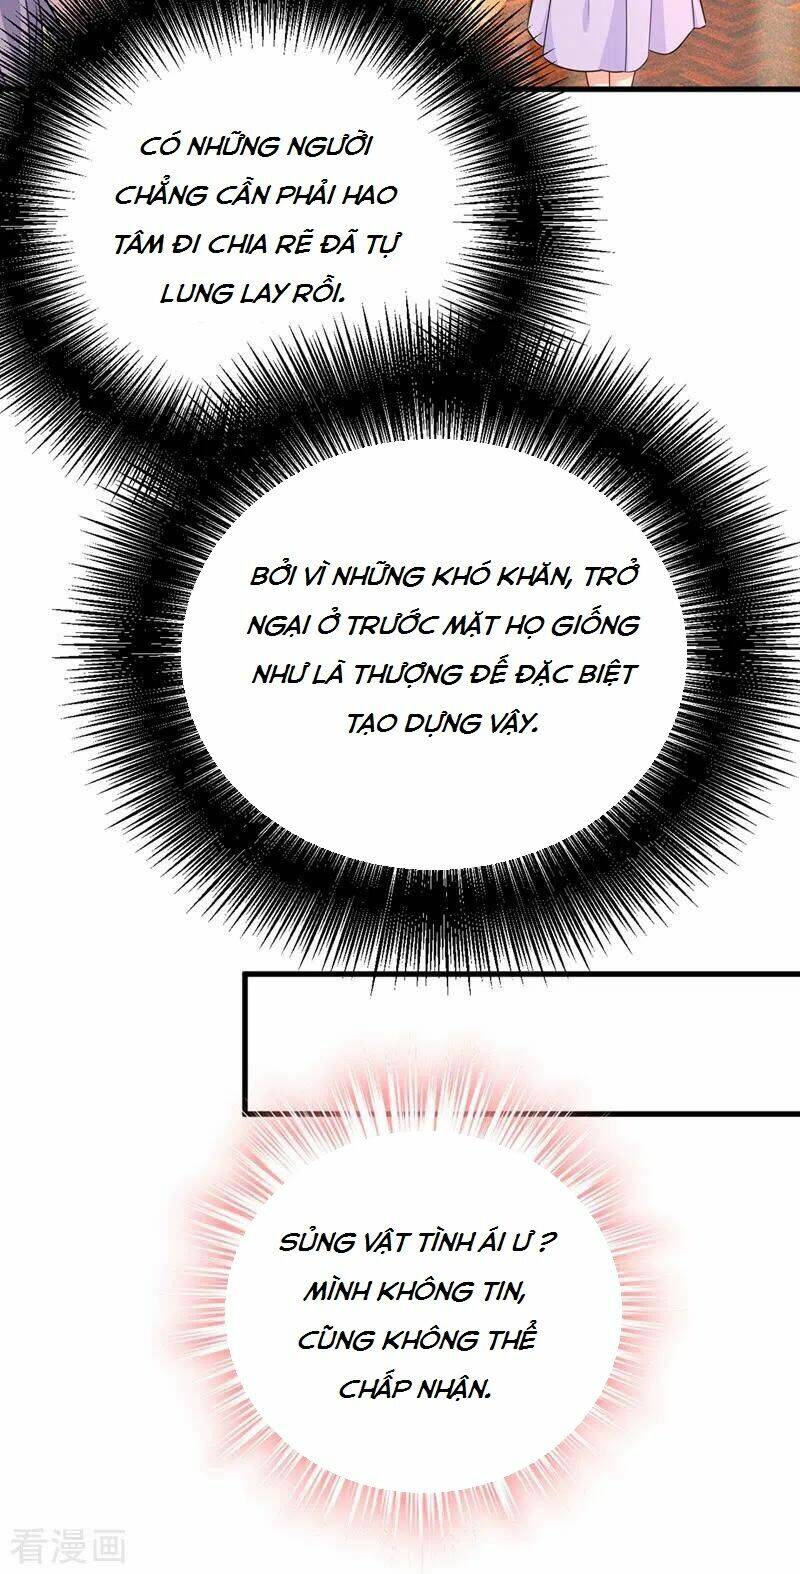 CÓ NHỮNG NGƯỜI
CHẲNG CẦN PHẢI HAO
TÂM ĐI CHIA RẼ ĐÃ TỰ
LUNG LAY RỒI.
BỞI VÌ NHỮNG KHÓ KHĂN, TRỞ
NGẠI Ở TRƯỚC MẶT HỌ GIỐNG
NHƯ LÀ THƯỢNG ĐẾ ĐẶC BIỆT
TẠO DỰNG VẬY.
SỦNG VẬT TÌNH ÁI Ư ?
MÌNH KHÔNG TIN,
CŨNG KHÔNG THỂ
CHẤP NHẬN.
看漫画